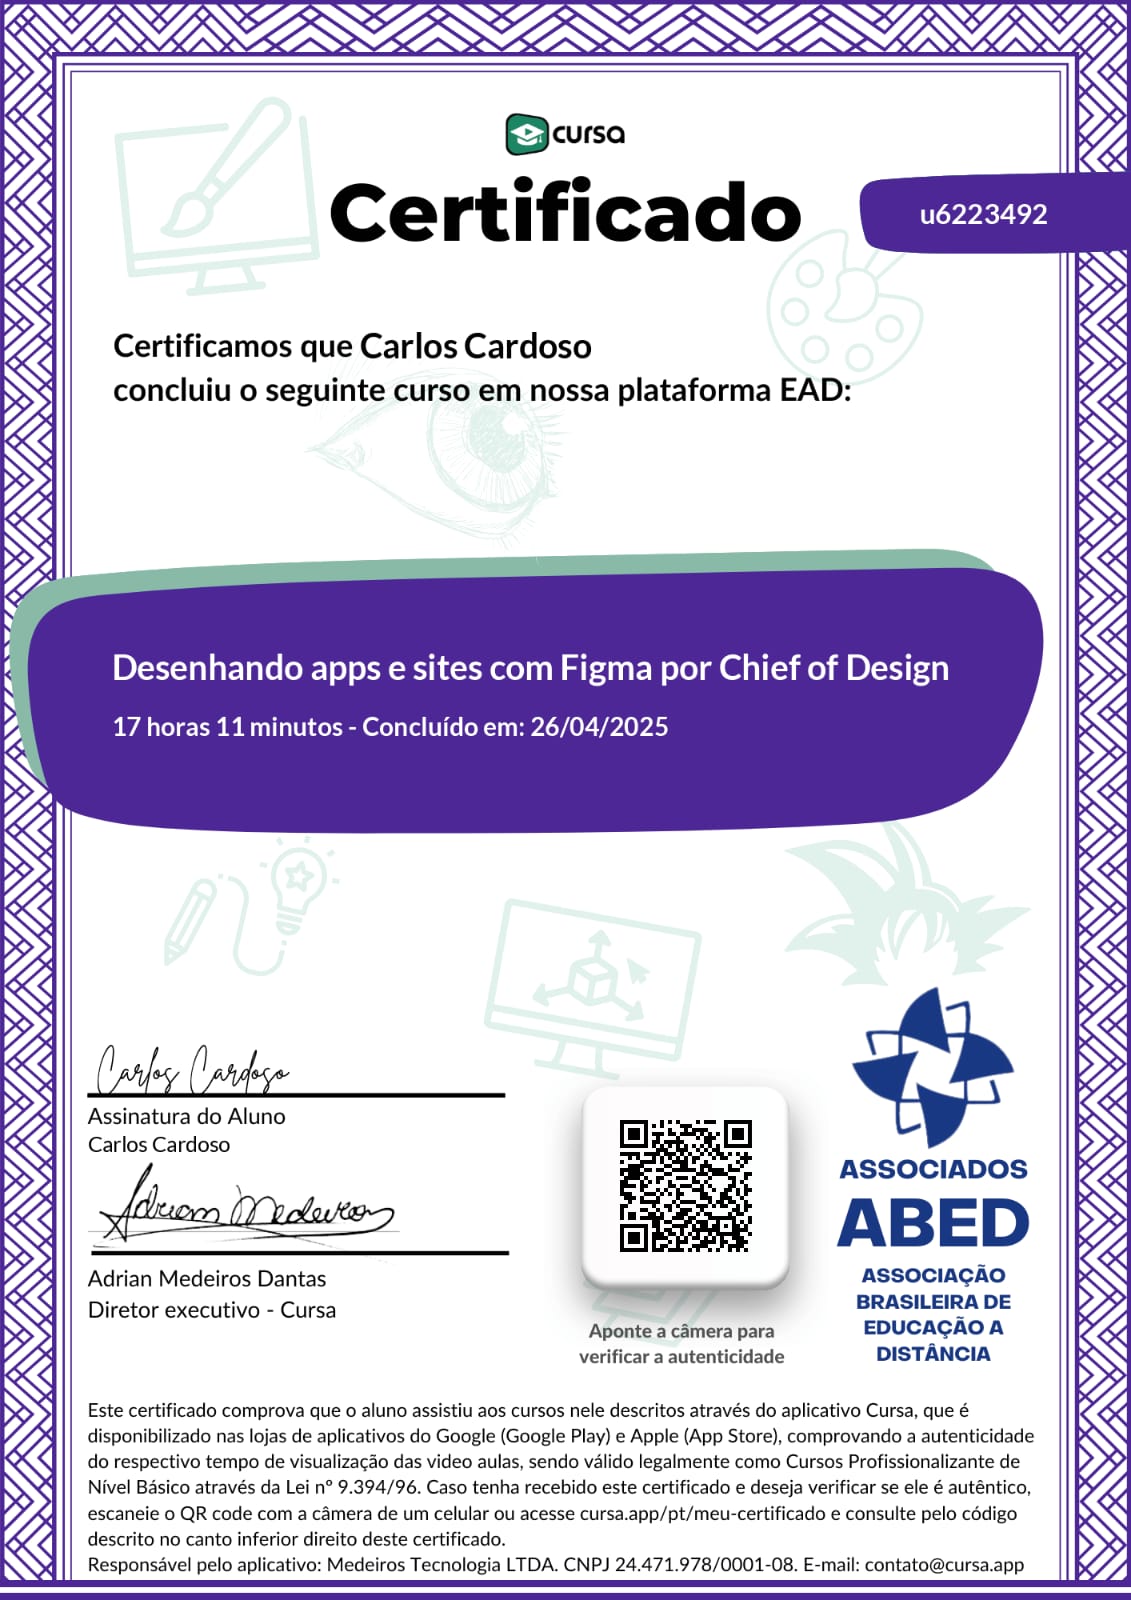 cursa
Certificado
u6223492
Certificamos que Carlos Cardoso
concluiu o seguinte curso em nossa plataforma EAD:
Desenhando apps e sites com Figma por Chief of Design
17 horas 11 minutos - Concluído em: 26/04/2025
Carlos Cardoso
Assinatura do Aluno
Carlos Cardoso
Adrian Medeiros
Adrian Medeiros Dantas
Diretor executivo - Cursa
Aponte a câmera para
verificar a autenticidade
ASSOCIADOS
ABED
ASSOCIAÇÃO
BRASILEIRA DE
EDUCAÇÃO A
DISTÂNCIA
Este certificado comprova que o aluno assistiu aos cursos nele descritos através do aplicativo Cursa, que é
disponibilizado nas lojas de aplicativos do Google (Google Play) e Apple (App Store), comprovando a autenticidade
do respectivo tempo de visualização das video aulas, sendo válido legalmente como Cursos Profissionalizante de
Nível Básico através da Lei nº 9.394/96. Caso tenha recebido este certificado e deseja verificar se ele é autêntico,
escaneie o QR code com a câmera de um celular ou acesse cursa.app/pt/meu-certificado e consulte pelo código
descrito no canto inferior direito deste certificado.
Responsável pelo aplicativo: Medeiros Tecnologia LTDA. CNPJ 24.471.978/0001-08. E-mail: contato@cursa.app